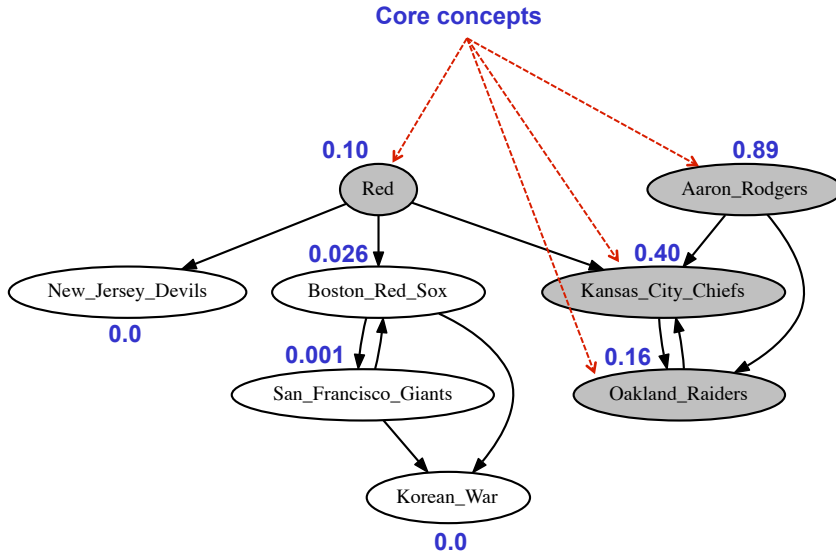 Core concepts
0.10
0.89
Red
Aaron_Rodgers
0.026
0.40
New_Jersey_Devils
Boston_Red_Sox
Kansas_City_Chiefs
0.0
0.001
0.16
San_Francisco_Giants
Oakland_Raiders
Korean_War
0.0